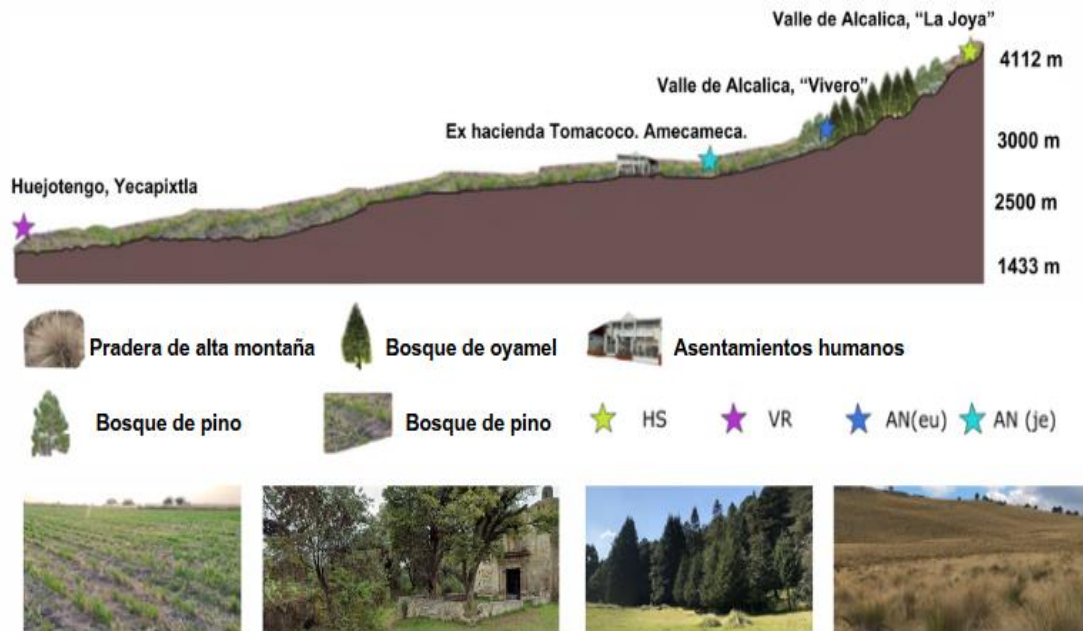 Valle de Alcalica, “La Joya”
4112 m
Valle de Alcalica, “Vivero”
Ex hacienda Tomacoco. Amecameca.
3000 m
Huejotengo, Yecapixtla
2500 m
1433 m
Pradera de alta montaña
Bosque de oyamel
Asentamientos humanos
Bosque de pino
Bosque de pino
HS
VR
AN(eu)
AN (je)